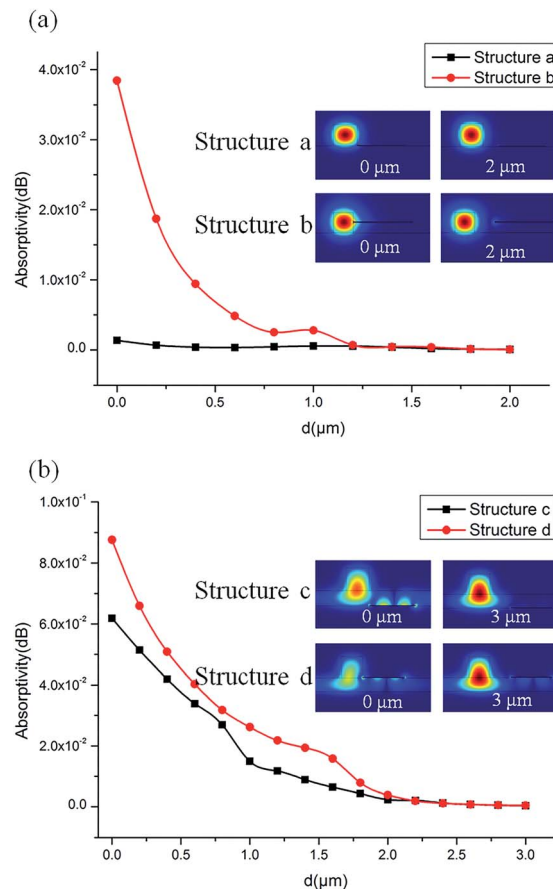 (a)
Structure a
Structure b
4.0x10⁻²
3.0x10⁻²
2.0x10⁻²
1.0x10⁻²
0.0
Absorptivity(dB)
Structure a
0 μm
2 μm
Structure b
0 μm
2 μm
0.0 0.5 1.0 1.5 2.0
d(μm)
(b)
Structure c
Structure d
1.0x10⁻¹
8.0x10⁻²
6.0x10⁻²
4.0x10⁻²
2.0x10⁻²
0.0
Absorptivity(dB)
Structure c
0 μm
3 μm
Structure d
0 μm
3 μm
0.0 0.5 1.0 1.5 2.0 2.5 3.0
d(μm)